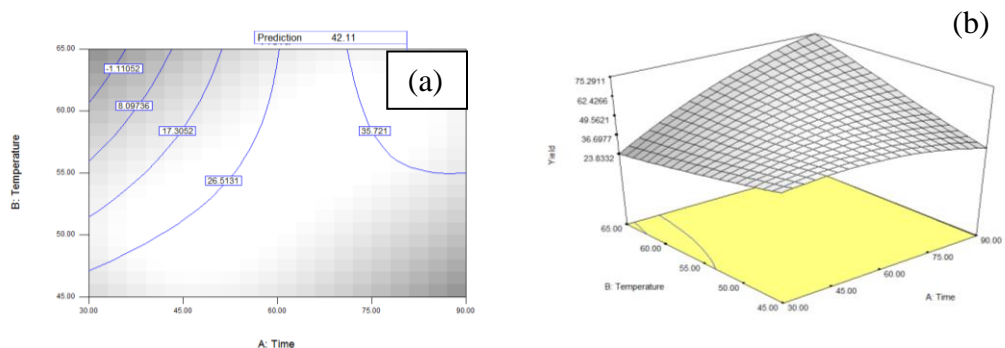 Prediction 42.11
(a)
65.00
60.00
55.00
50.00
45.00
B: Temperature
-1.11052
8.09736
17.3052
26.5131
35.721
30.00 45.00 60.00 75.00 90.00
A: Time
(b)
75.2911
62.4266
49.5621
36.6977
23.8332
Yield
65.00
60.00
55.00
50.00
45.00
B: Temperature
30.00
45.00
60.00
75.00
90.00
A: Time